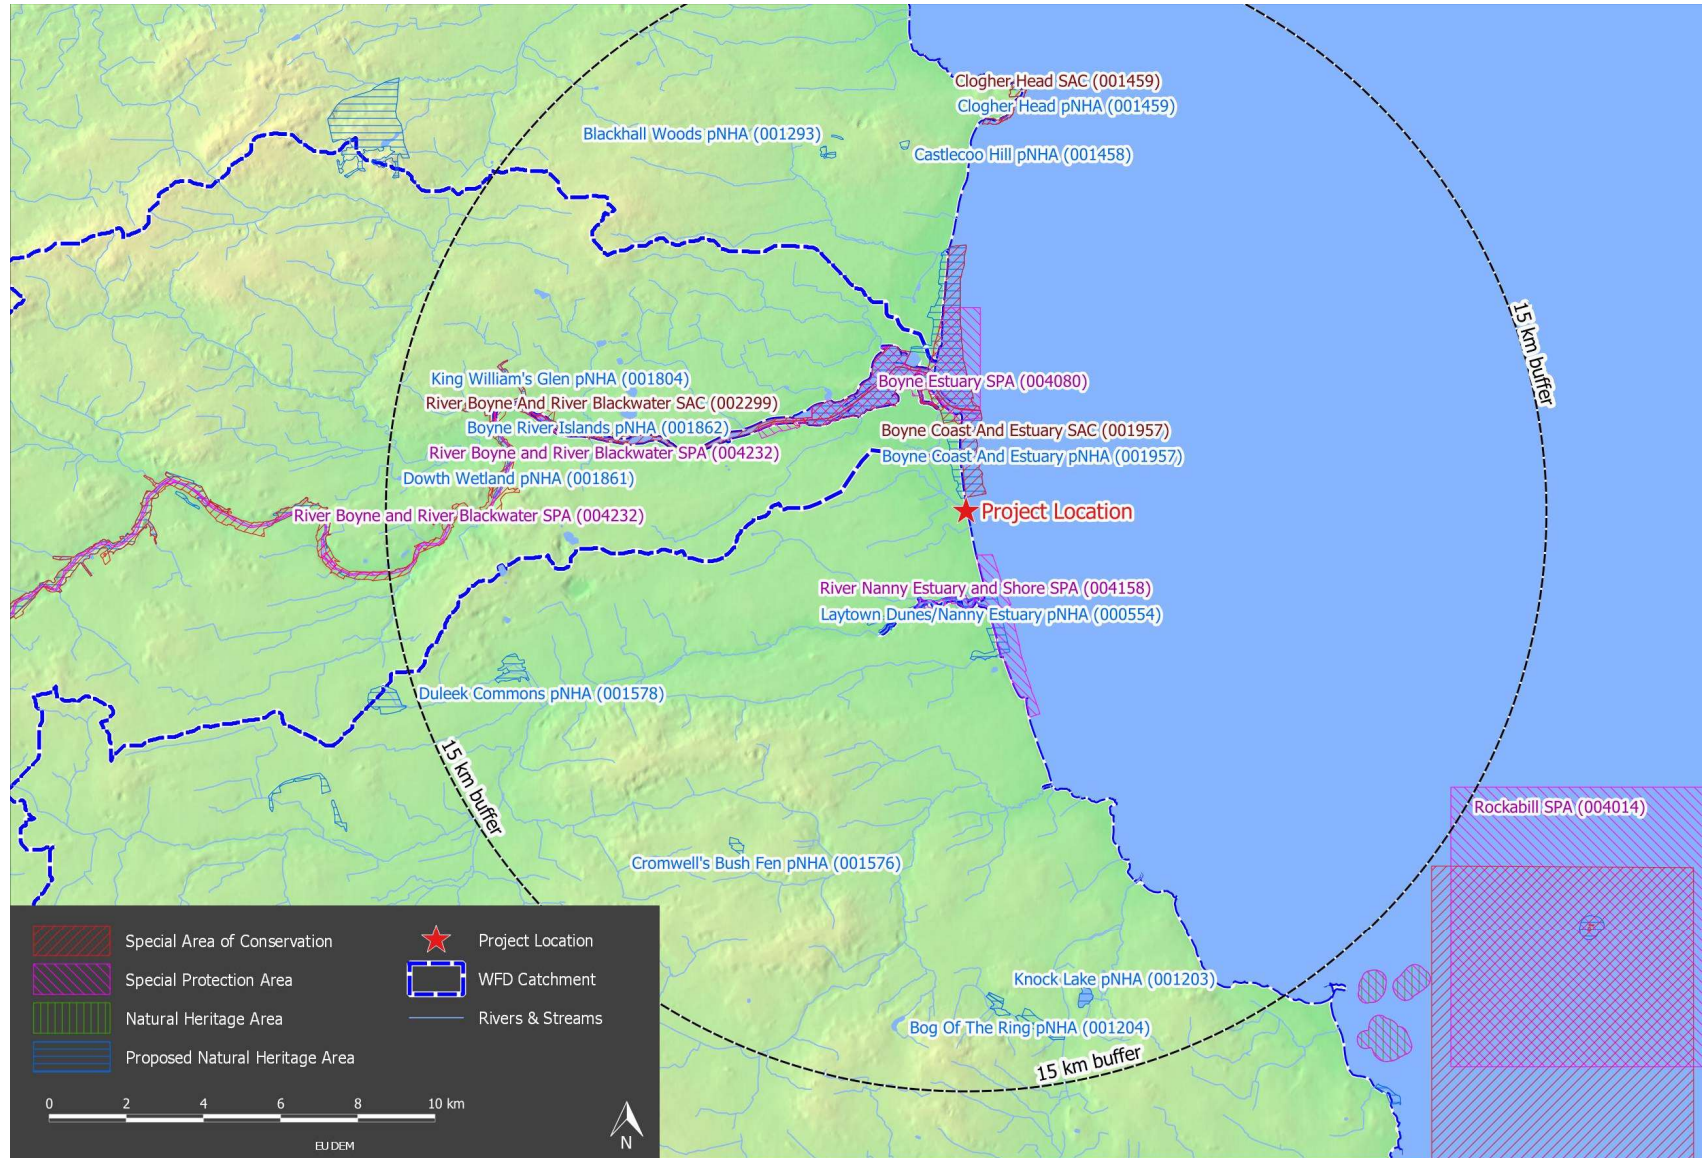 Clogher Head SAC (001459)
Clogher Head pNHA (001459)
Blackhall Woods pNHA (001293)
Castlecoo Hill pNHA (001458)
15 km buffer
King William's Glen pNHA (001804)
Boyne Estuary SPA (004080)
River Boyne And River Blackwater SAC (002299)
Boyne River Islands pNHA (001862)
Boyne Coast And Estuary SAC (001957)
River Boyne and River Blackwater SPA (004232)
Boyne Coast And Estuary pNHA (001957)
Dowth Wetland pNHA (001861)
River Boyne and River Blackwater SPA (004232)
Project Location
River Nanny Estuary and Shore SPA (004158)
Laytown Dunes/Nanny Estuary pNHA (000554)
Duleek Commons pNHA (001578)
15 km buffer
Rockabill SPA (004014)
Cromwell's Bush Fen pNHA (001576)
Knock Lake pNHA (001203)
Bog Of The Ring pNHA (001204)
15 km buffer
Special Area of Conservation
Special Protection Area
Natural Heritage Area
Proposed Natural Heritage Area
Project Location
WFD Catchment
Rivers & Streams
0 2 4 6 8 10 km
EU DEM
N